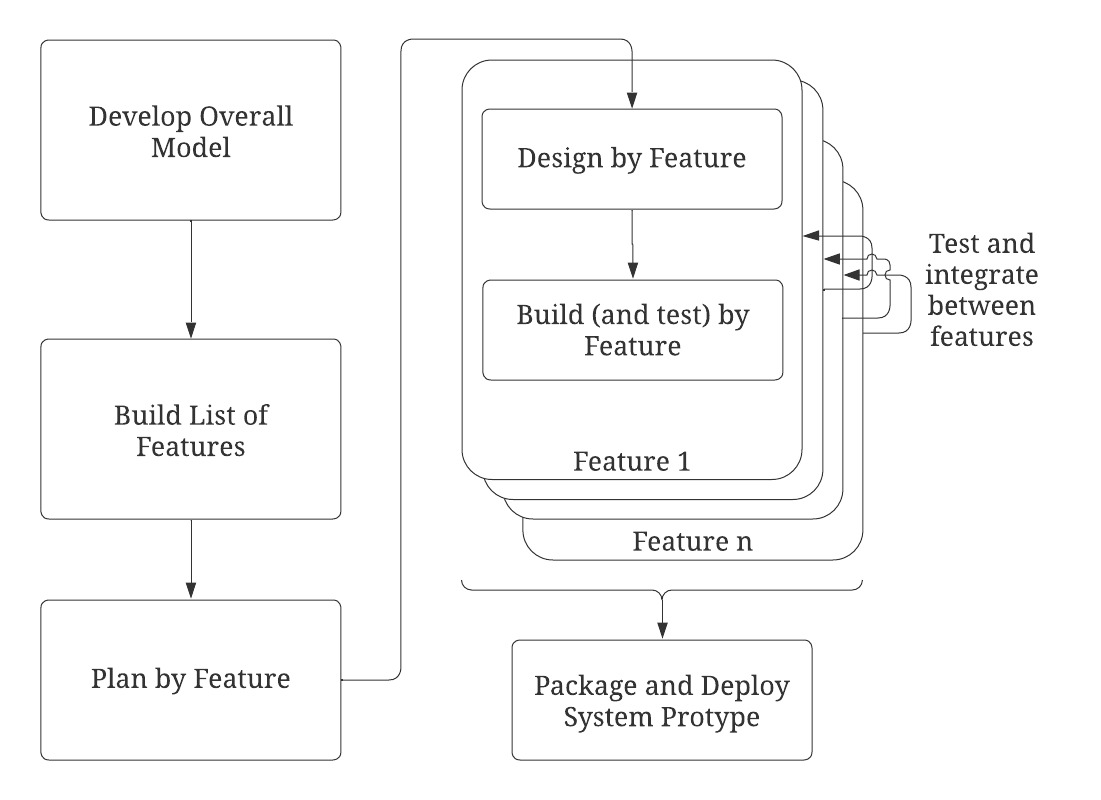 Develop Overall
Model
Build List of
Features
Plan by Feature
Design by Feature
Build (and test) by
Feature
Feature 1
Feature n
Test and
integrate
between
features
Package and Deploy
System Protype